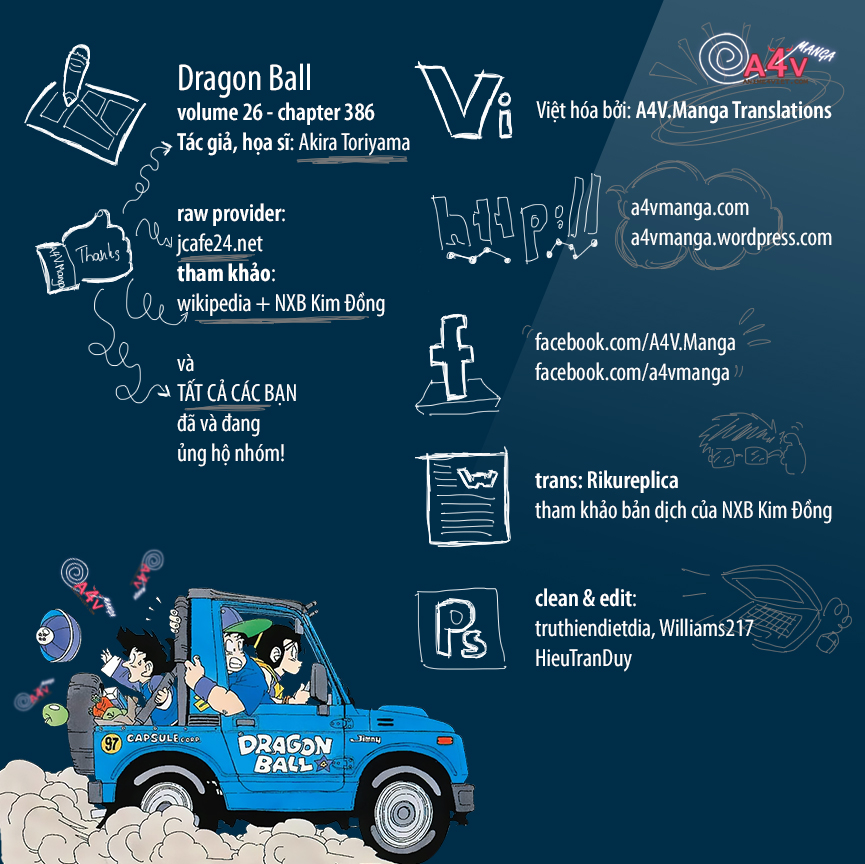 Dragon Ball
volume 26 - chapter 386
Tác giả, họa sĩ: Akira Toriyama
Thanks
A4V Manga
raw provider:
jcafe24.net
tham khảo:
wikipedia + NXB Kim Đồng
và
TẤT CẢ CÁC BẠN
đã và đang
ủng hộ nhóm!
A4V MANGA
Vi
Việt hóa bởi: A4V.Manga Translations
http://
a4vmanga.com
a4vmanga.wordpress.com
f
facebook.com/A4V.Manga
facebook.com/a4vmanga
W
trans: Rikureplica
tham khảo bản dịch của NXB Kim Đồng
Ps
clean & edit:
truthiendietdia, Williams217
HieuTranDuy
A4V MANGA
A4V
A4V
97 CAPSULE CORP.
DRAGON
BALL
Jimny